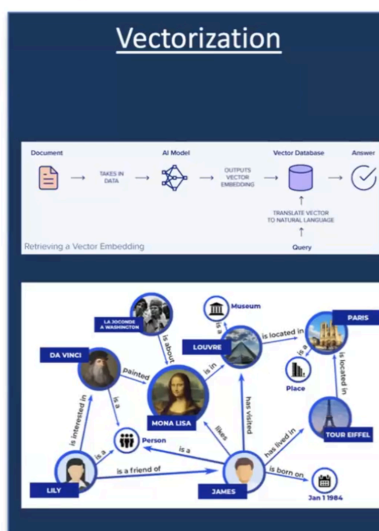 Vectorization
Document
AI Model
Vector Database
Answer
TAKES IN
DATA
OUTPUTS
VECTOR
EMBEDDING
TRANSLATE VECTOR
TO NATURAL LANGUAGE
Query
Retrieving a Vector Embedding
LA JOCONDE
A WASHINGTON
Museum
PARIS
is a
is located in
LOUVRE
is about
DA VINCI
painted
is in
is a
is located in
Place
MONA LISA
is interested in
is a
Person
likes
has visited
TOUR EIFFEL
is a
is a
has lived in
is a friend of
is born on
LILY
JAMES
Jan 1 1984